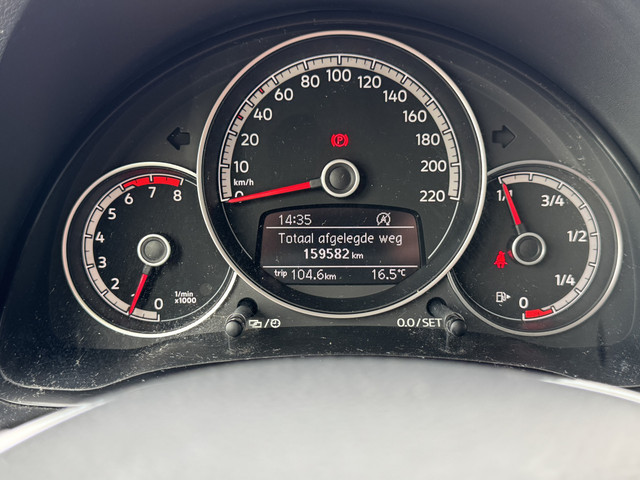 100
80 120
60 140
40 160
20 180
10 200
km/h 0 220
14:35
Totaal afgelegde weg
159582 km
trip 104.6km 16.5°C
6 7 8
5
4
3
2
1 0
1/min
x1000
1/1 3/4
1/2
1/4
0
/ 0.0/SET
P
A